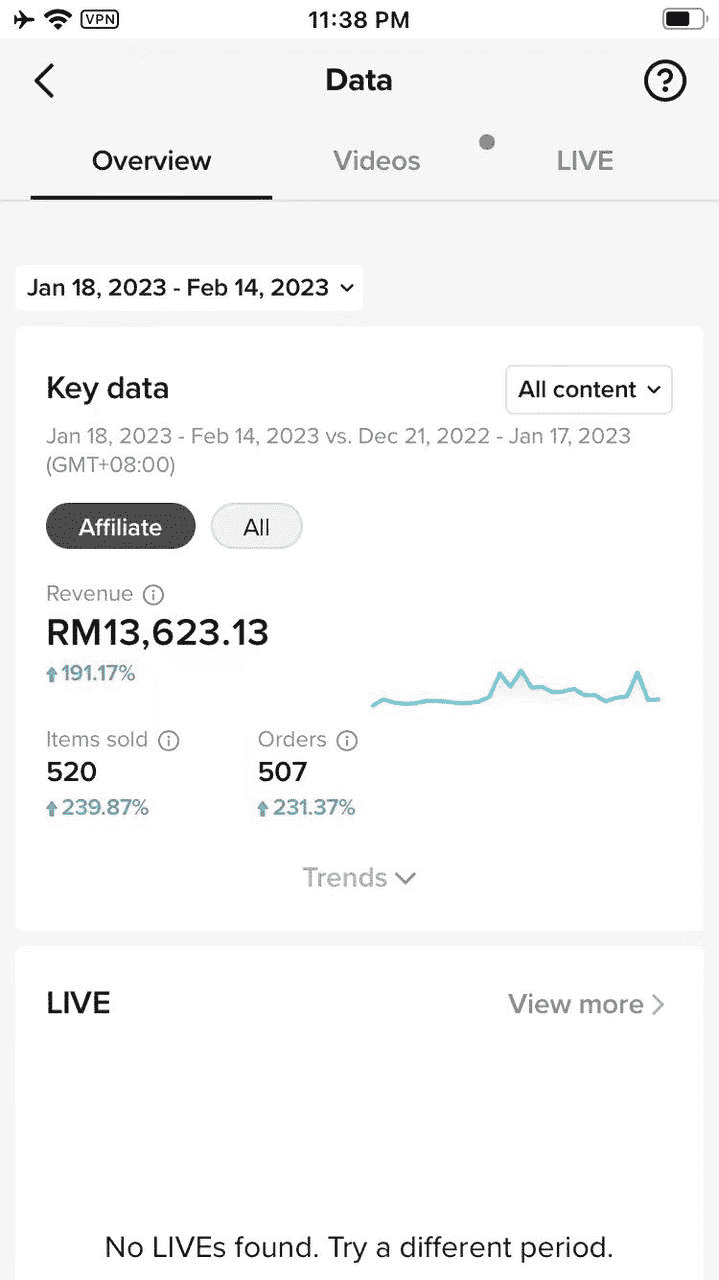 VPN
11:38 PM
Data
?
Overview
Videos
LIVE
Jan 18, 2023 - Feb 14, 2023
Key data
All content
Jan 18, 2023 - Feb 14, 2023 vs. Dec 21, 2022 - Jan 17, 2023
(GMT+08:00)
Affiliate
All
Revenue
RM13,623.13
191.17%
Items sold
Orders
520
507
239.87%
231.37%
Trends
LIVE
View more
No LIVEs found. Try a different period.